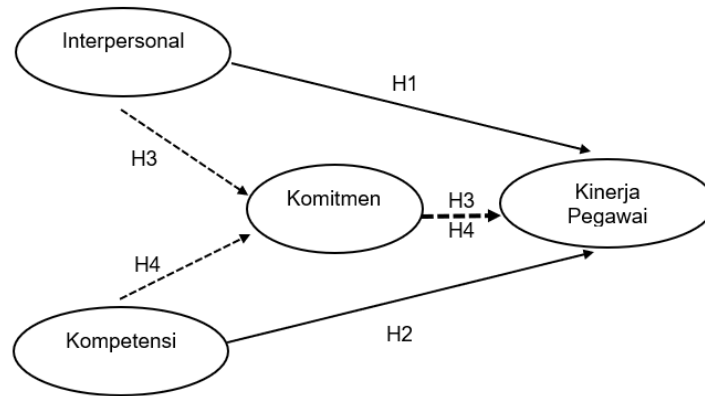 Interpersonal
H1
H3
Komitmen
H3
H4
Kinerja
Pegawai
H4
Kompetensi
H2